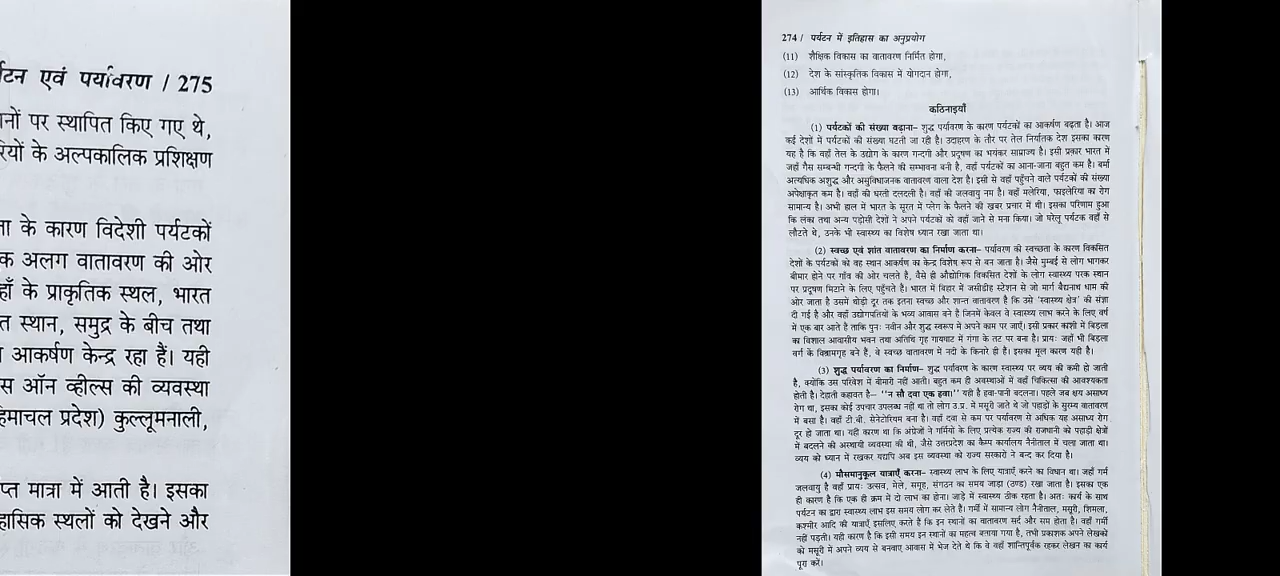 टन एवं पर्यावरण / 275
नों पर स्थापित किए गए थे,
रियों के अल्पकालिक प्रशिक्षण
ता के कारण विदेशी पर्यटकों
क अलग वातावरण की ओर
हाँ के प्राकृतिक स्थल, भारत
त स्थान, समुद्र के बीच तथा
आकर्षण केन्द्र रहा हैं। यही
स ऑन व्हील्स की व्यवस्था
हिमाचल प्रदेश) कुल्लूमनाली,
प्त मात्रा में आती है। इसका
हासिक स्थलों को देखने और
274 / पर्यटन में इतिहास का अनुप्रयोग
(11) शैक्षिक विकास का वातावरण निर्मित होगा,
(12) देश के सांस्कृतिक विकास में योगदान होगा,
(13) आर्थिक विकास होगा।
कठिनाइयाँ
(1) पर्यटकों की संख्या बढ़ाना– शुद्ध पर्यावरण के कारण पर्यटकों का आकर्षण बढ़ता है। आज
कई देशों में पर्यटकों की संख्या घटती जा रही है। उदाहरण के तौर पर तेल निर्यातक देश इसका कारण
यह है कि वहाँ तेल के उद्योग के कारण गन्दगी और प्रदूषण का भयंकर साम्राज्य है। इसी प्रकार भारत में
जहाँ गैस सम्बन्धी गन्दगी के फैलने की सम्भावना बनी है, वहाँ पर्यटकों का आना-जाना बहुत कम है। बर्मा
अत्यधिक अशुद्ध और असुविधाजनक वातावरण वाला देश है। इसी से वहाँ पहुँचने वाले पर्यटकों की संख्या
अपेक्षाकृत कम है। वहाँ की धरती दलदली है। वहाँ की जलवायु नम है। वहाँ मलेरिया, फाइलेरिया का रोग
सामान्य है। अभी हाल में भारत के सूरत में प्लेग के फैलने की खबर प्रचार में थी। इसका परिणाम हुआ
कि लंका तथा अन्य पड़ोसी देशों ने अपने पर्यटकों को वहाँ जाने से मना किया। जो घरेलू पर्यटक वहाँ से
लौटते थे, उनके भी स्वास्थ्य का विशेष ध्यान रखा जाता था।
(2) स्वच्छ एवं शांत वातावरण का निर्माण करना– पर्यावरण की स्वच्छता के कारण विकसित
देशों के पर्यटकों को वह स्थान आकर्षण का केन्द्र विशेष रूप से बन जाता है। जैसे मुम्बई से लोग भागकर
बीमार होने पर गाँव की ओर चलते है, वैसे ही औद्योगिक विकसित देशों के लोग स्वास्थ्य परक स्थान
पर प्रदूषण मिटाने के लिए पहुँचते हैं। भारत में बिहार में जसीडीह स्टेशन से जो मार्ग बैद्यनाथ धाम की
ओर जाता है उसमें थोड़ी दूर तक इतना स्वच्छ और शान्त वातावरण है कि उसे 'स्वास्थ्य क्षेत्र' की संज्ञा
दी गई है और वहाँ उद्योगपतियों के भव्य आवास बने हैं जिनमें केवल वे स्वास्थ्य लाभ करने के लिए वर्ष
में एक बार आते हैं ताकि पुनः नवीन और शुद्ध स्वरूप में अपने काम पर जाएँ। इसी प्रकार काशी में बिड़ला
का विशाल आवासीय भवन तथा अतिथि गृह गायघाट में गंगा के तट पर बना है। प्रायः जहाँ भी बिड़ला
वर्ग के विश्रामगृह बने हैं, वे स्वच्छ वातावरण में नदी के किनारे ही हैं। इसका मूल कारण यही है।
(3) शुद्ध पर्यावरण का निर्माण– शुद्ध पर्यावरण के कारण स्वास्थ्य पर व्यय की कमी हो जाती
है, क्योंकि उस परिवेश में बीमारी नहीं आती। बहुत कम ही अवस्थाओं में वहाँ चिकित्सा की आवश्यकता
होती है। देहाती कहावत है– "न सौ दवा एक हवा।" यही है हवा-पानी बदलना। पहले जब क्षय असाध्य
रोग था, इसका कोई उपचार उपलब्ध नहीं था तो लोग उ.प्र. में मसूरी जाते थे जो पहाड़ों के सुरम्य वातावरण
में बसा है। वहाँ टी.बी. सेनेटोरियम बना है। वहाँ दवा से कम पर पर्यावरण से अधिक यह असाध्य रोग
दूर हो जाता था। यही कारण था कि अंग्रेजों ने गर्मियों के लिए प्रत्येक राज्य की राजधानी को पहाड़ी क्षेत्रों
में बदलने की अस्थायी व्यवस्था की थी, जैसे उत्तरप्रदेश का कैम्प कार्यालय नैनीताल में चला जाता था।
व्यय को ध्यान में रखकर यद्यपि अब इस व्यवस्था को राज्य सरकारों ने बन्द कर दिया है।
(4) मौसमानुकूल यात्राएँ करना– स्वास्थ्य लाभ के लिए यात्राएँ करने का विधान था। जहाँ गर्म
जलवायु है वहाँ प्रायः उत्सव, मेले, समूह, संगठन का समय जाड़ा (ठण्ड) रखा जाता है। इसका एक
ही कारण है कि एक ही क्रम में दो लाभ का होना। जाड़े में स्वास्थ्य ठीक रहता है। अतः कार्य के साथ
पर्यटन का द्वारा स्वास्थ्य लाभ इस समय लोग कर लेते हैं। गर्मी में सामान्य लोग नैनीताल, मसूरी, शिमला,
कश्मीर आदि की यात्राएँ इसलिए करते है कि इन स्थानों का वातावरण सर्द और सम होता है। वहाँ गर्मी
नहीं पड़ती। यही कारण है कि इसी समय इन स्थानों का महत्व बताया गया है, तभी प्रकाशक अपने लेखकों
को मसूरी में अपने व्यय से बनवाए आवास में भेज देते थे कि वे वहाँ शान्तिपूर्वक रहकर लेखन का कार्य
पूरा करें।